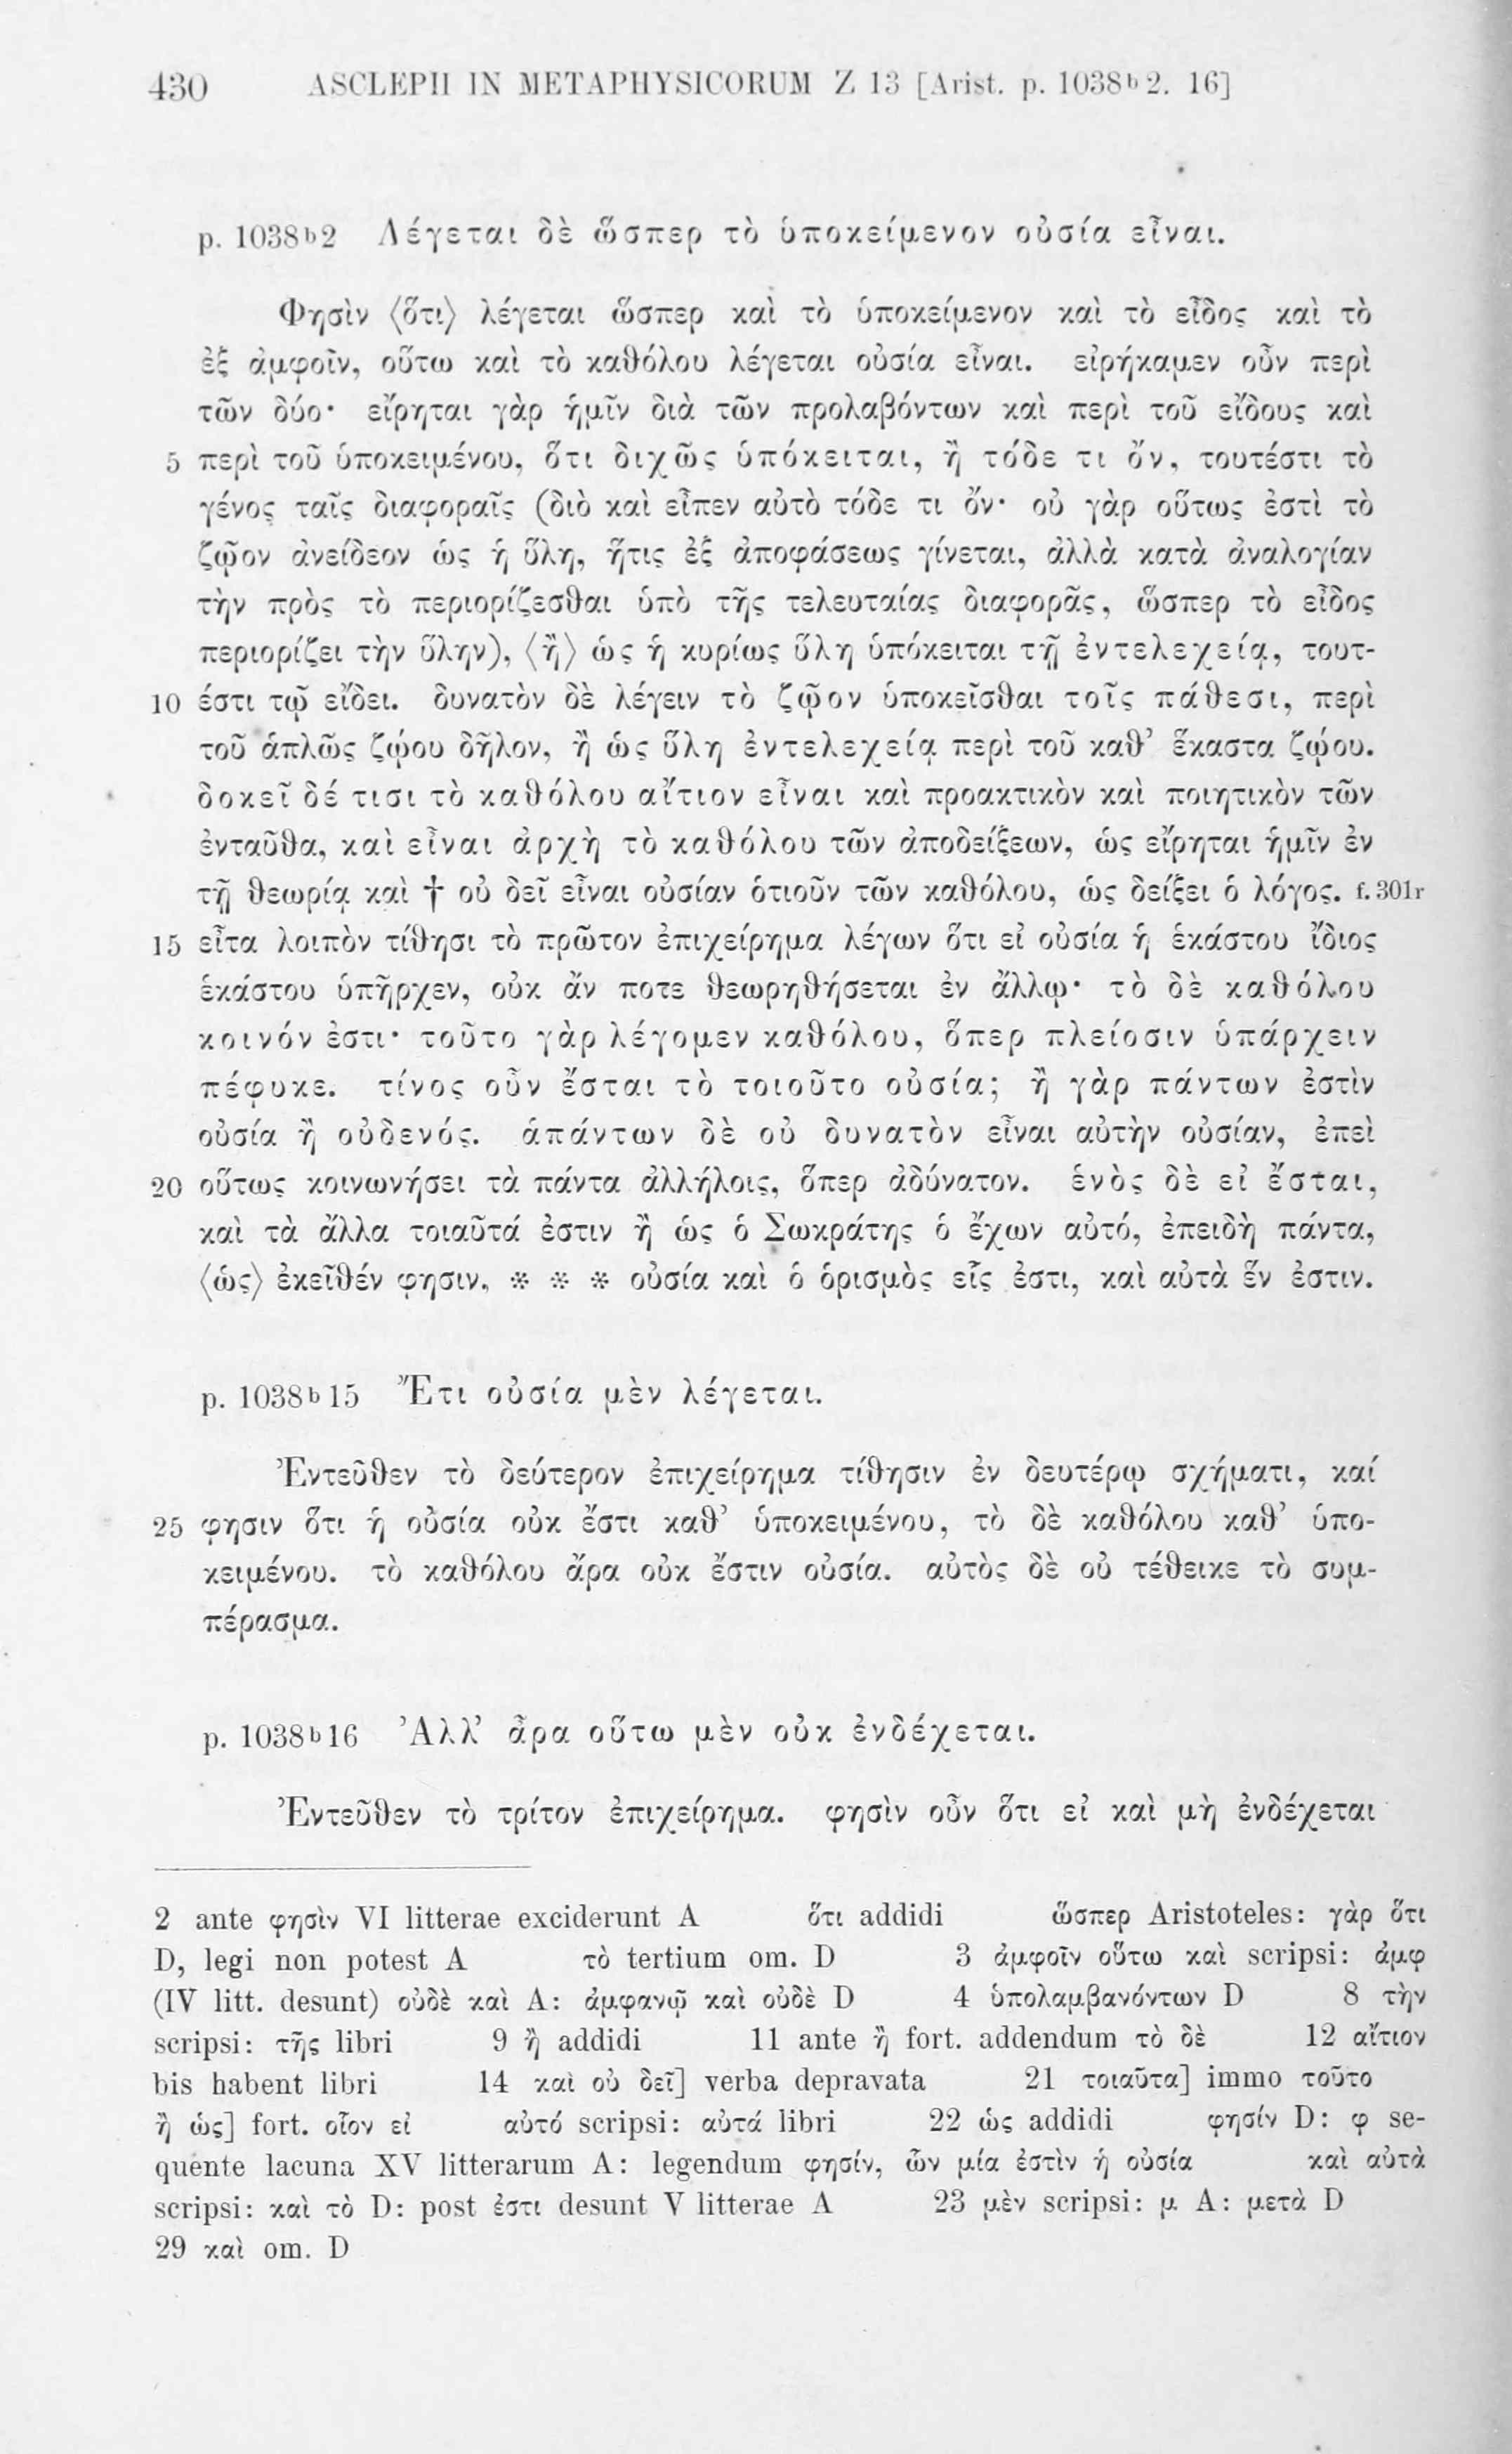 430 ASCLEPII IN METAPHYSICORUM Z 13 [Arist. p. 1038ᵇ2. 16]
p. 1038ᵇ2 Λέγεται δὲ ὥσπερ τὸ ὑποκείμενον οὐσία εἶναι.
Φησὶν ⟨ὅτι⟩ λέγεται ὥσπερ καὶ τὸ ὑποκείμενον καὶ τὸ εἶδος καὶ τὸ
ἐξ ἀμφοῖν, οὕτω καὶ τὸ καθόλου λέγεται οὐσία εἶναι. εἰρήκαμεν οὖν περὶ
τῶν δύο· εἴρηται γὰρ ἡμῖν διὰ τῶν προλαβόντων καὶ περὶ τοῦ εἴδους καὶ
5 περὶ τοῦ ὑποκειμένου, ὅτι διχῶς ὑπόκειται, ἢ τόδε τι ὄν, τουτέστι τὸ
γένος ταῖς διαφοραῖς (διὸ καὶ εἶπεν αὐτὸ τόδε τι ὄν· οὐ γὰρ οὕτως ἐστὶ τὸ
ζῷον ἀνείδεον ὡς ἡ ὕλη, ἥτις ἐξ ἀποφάσεως γίνεται, ἀλλὰ κατὰ ἀναλογίαν
τὴν πρὸς τὸ περιορίζεσθαι ὑπὸ τῆς τελευταίας διαφορᾶς, ὥσπερ τὸ εἶδος
περιορίζει τὴν ὕλην), ⟨ἢ⟩ ὡς ἡ κυρίως ὕλη ὑπόκειται τῇ ἐντελεχείᾳ, τουτ-
10 έστι τῷ εἴδει. δυνατὸν δὲ λέγειν τὸ ζῷον ὑποκεῖσθαι τοῖς πάθεσι, περὶ
τοῦ ἁπλῶς ζῴου δῆλον, ἢ ὡς ὕλη ἐντελεχείᾳ περὶ τοῦ καθ’ ἕκαστα ζῴου.
δοκεῖ δέ τισι τὸ καθόλου αἴτιον εἶναι καὶ προακτικὸν καὶ ποιητικὸν τῶν
ἐνταῦθα, καὶ εἶναι ἀρχὴ τὸ καθόλου τῶν ἀποδείξεων, ὡς εἴρηται ἡμῖν ἐν
τῇ θεωρίᾳ καὶ † οὐ δεῖ εἶναι οὐσίαν ὁτιοῦν τῶν καθόλου, ὡς δείξει ὁ λόγος. f. 301r
15 εἶτα λοιπὸν τίθησι τὸ πρῶτον ἐπιχείρημα λέγων ὅτι εἰ οὐσία ἡ ἑκάστου ἴδιος
ἑκάστου ὑπῆρχεν, οὐκ ἄν ποτε θεωρηθήσεται ἐν ἄλλῳ· τὸ δὲ καθόλου
κοινόν ἐστι· τοῦτο γὰρ λέγομεν καθόλου, ὅπερ πλείοσιν ὑπάρχειν
πέφυκε. τίνος οὖν ἔσται τὸ τοιοῦτο οὐσία; ἢ γὰρ πάντων ἐστὶν
οὐσία ἢ οὐδενός. ἁπάντων δὲ οὐ δυνατὸν εἶναι αὐτὴν οὐσίαν, ἐπεὶ
20 οὕτως κοινωνήσει τὰ πάντα ἀλλήλοις, ὅπερ ἀδύνατον. ἑνὸς δὲ εἰ ἔσται,
καὶ τὰ ἄλλα τοιαῦτά ἐστιν ἢ ὡς ὁ Σωκράτης ὁ ἔχων αὐτό, ἐπειδὴ πάντα,
⟨ὡς⟩ ἐκεῖθέν φησιν, * * * οὐσία καὶ ὁ ὁρισμὸς εἷς ἐστι, καὶ αὐτὰ ἕν ἐστιν.
p. 1038ᵇ15 Ἔτι οὐσία μὲν λέγεται.
Ἐντεῦθεν τὸ δεύτερον ἐπιχείρημα τίθησιν ἐν δευτέρῳ σχήματι, καί
25 φησιν ὅτι ἡ οὐσία οὐκ ἔστι καθ’ ὑποκειμένου, τὸ δὲ καθόλου καθ’ ὑπο-
κειμένου. τὸ καθόλου ἄρα οὐκ ἔστιν οὐσία. αὐτὸς δὲ οὐ τέθεικε τὸ συμ-
πέρασμα.
p. 1038ᵇ16 Ἀλλ’ ἆρα οὕτω μὲν οὐκ ἐνδέχεται.
Ἐντεῦθεν τὸ τρίτον ἐπιχείρημα. φησὶν οὖν ὅτι εἰ καὶ μὴ ἐνδέχεται
2 ante φησὶν VI litterae exciderunt A ὅτι addidi ὥσπερ Aristoteles: γὰρ ὅτι
D, legi non potest A τὸ tertium om. D 3 ἀμφοῖν οὕτω καὶ scripsi: ἀμφ
(IV litt. desunt) οὐδὲ καὶ A: ἀμφανῷ καὶ οὐδὲ D 4 ὑπολαμβανόντων D 8 τὴν
scripsi: τῆς libri 9 ἢ addidi 11 ante ἢ fort. addendum τὸ δὲ 12 αἴτιον
bis habent libri 14 καὶ οὐ δεῖ] verba depravata 21 τοιαῦτα] immo τοῦτο
ἢ ὡς] fort. οἷον εἰ αὐτό scripsi: αὐτά libri 22 ὡς addidi φησίν D: φ se-
quente lacuna XV litterarum A: legendum φησίν, ὧν μία ἐστὶν ἡ οὐσία καὶ αὐτὰ
scripsi: καὶ τὸ D: post ἐστι desunt V litterae A 23 μὲν scripsi: μ A: μετὰ D
29 καὶ om. D